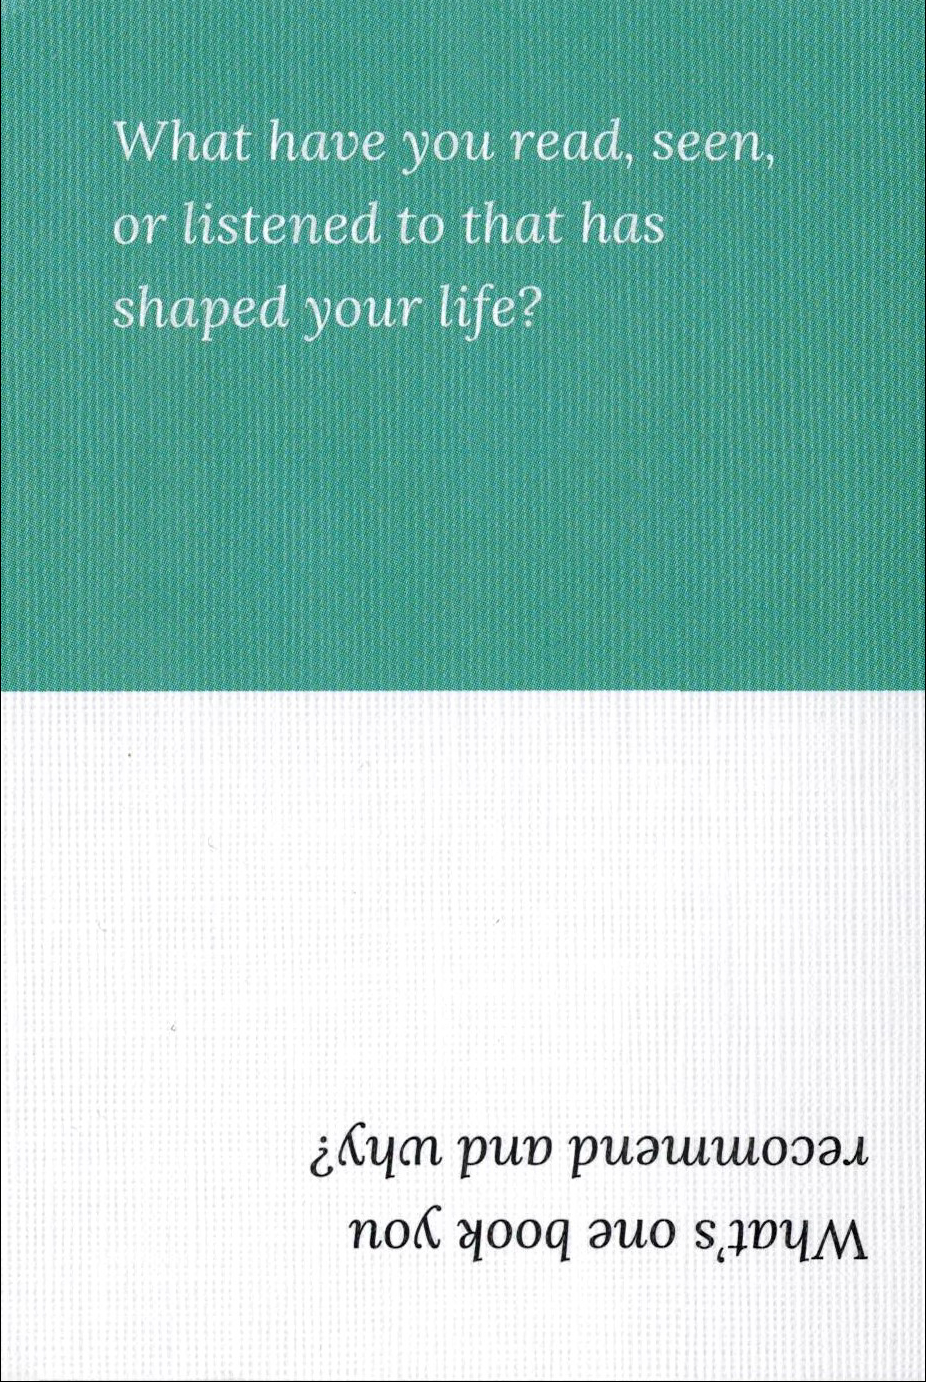 What have you read, seen,
or listened to that has
shaped your life?
What's one book you
recommend and why?